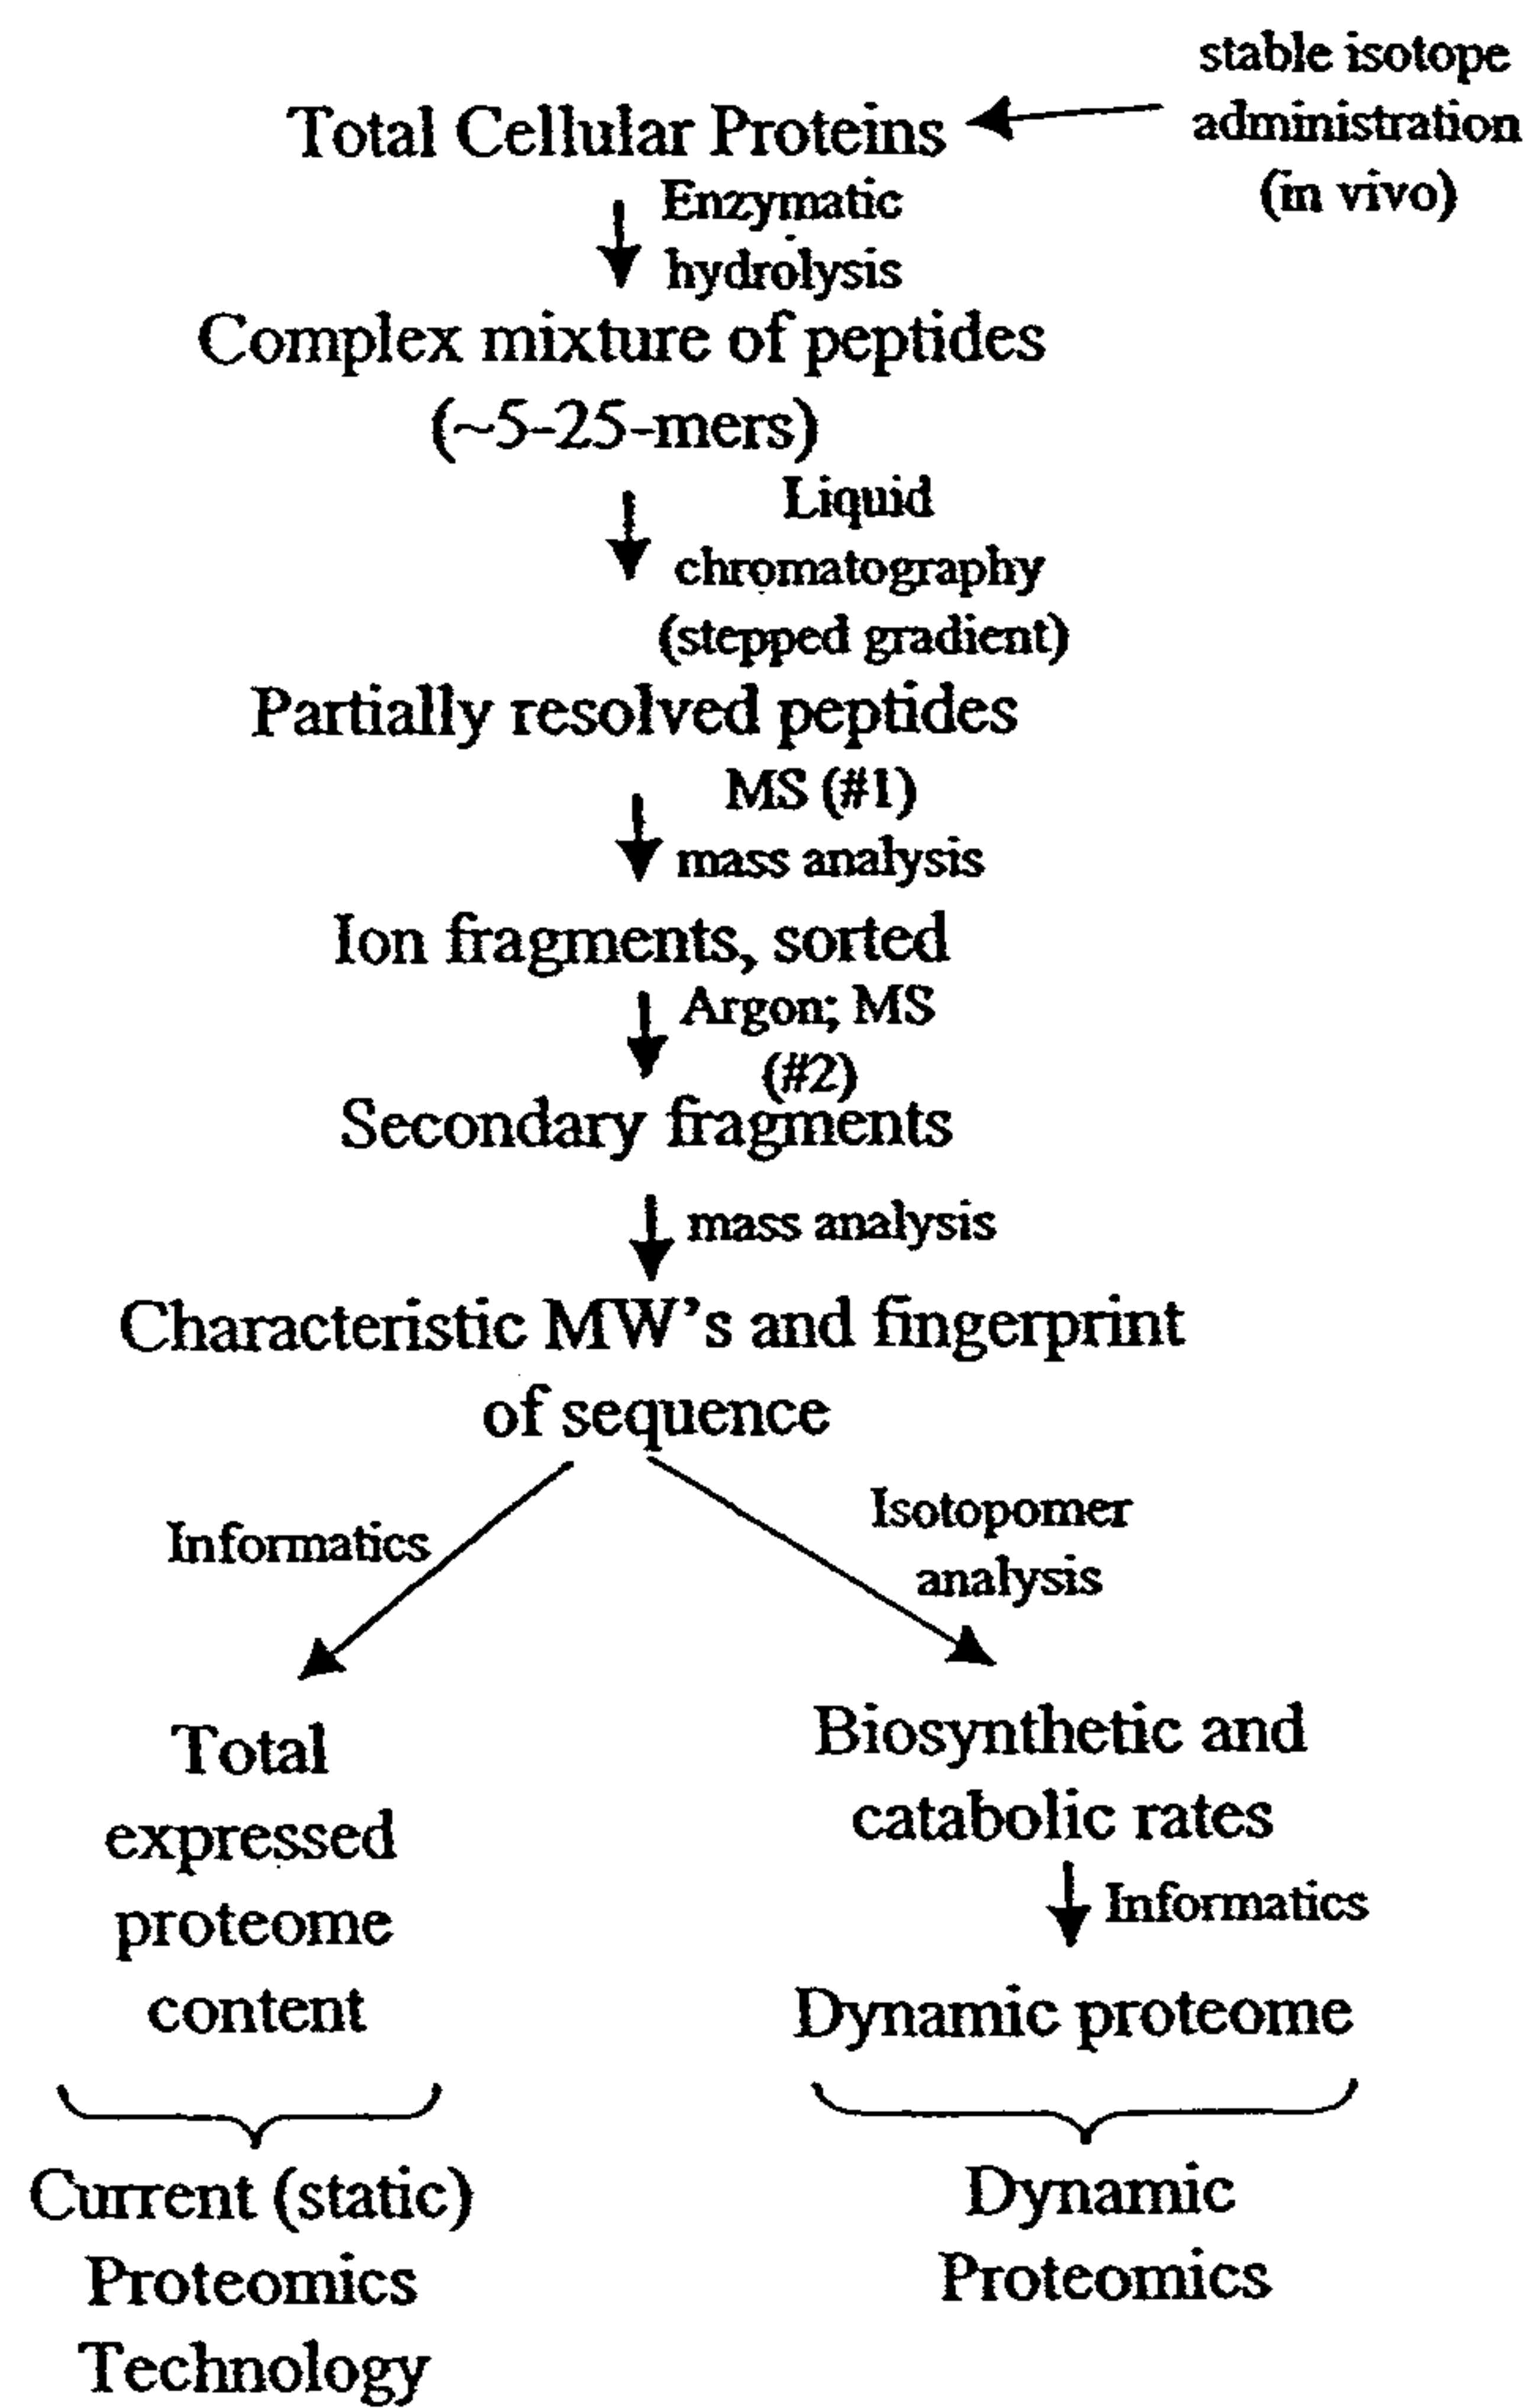 stable isotope
administration
(in vivo)
Total Cellular Proteins
Enzymatic
hydrolysis
Complex mixture of peptides
(~5-25-mers)
Liquid
chromatography
(stepped gradient)
Partially resolved peptides
MS (#1)
mass analysis
Ion fragments, sorted
Argon; MS
(#2)
Secondary fragments
mass analysis
Characteristic MW's and fingerprint
of sequence
Informatics
Isotopomer
analysis
Total
expressed
proteome
content
Biosynthetic and
catabolic rates
Informatics
Dynamic proteome
Current (static)
Proteomics
Technology
Dynamic
Proteomics